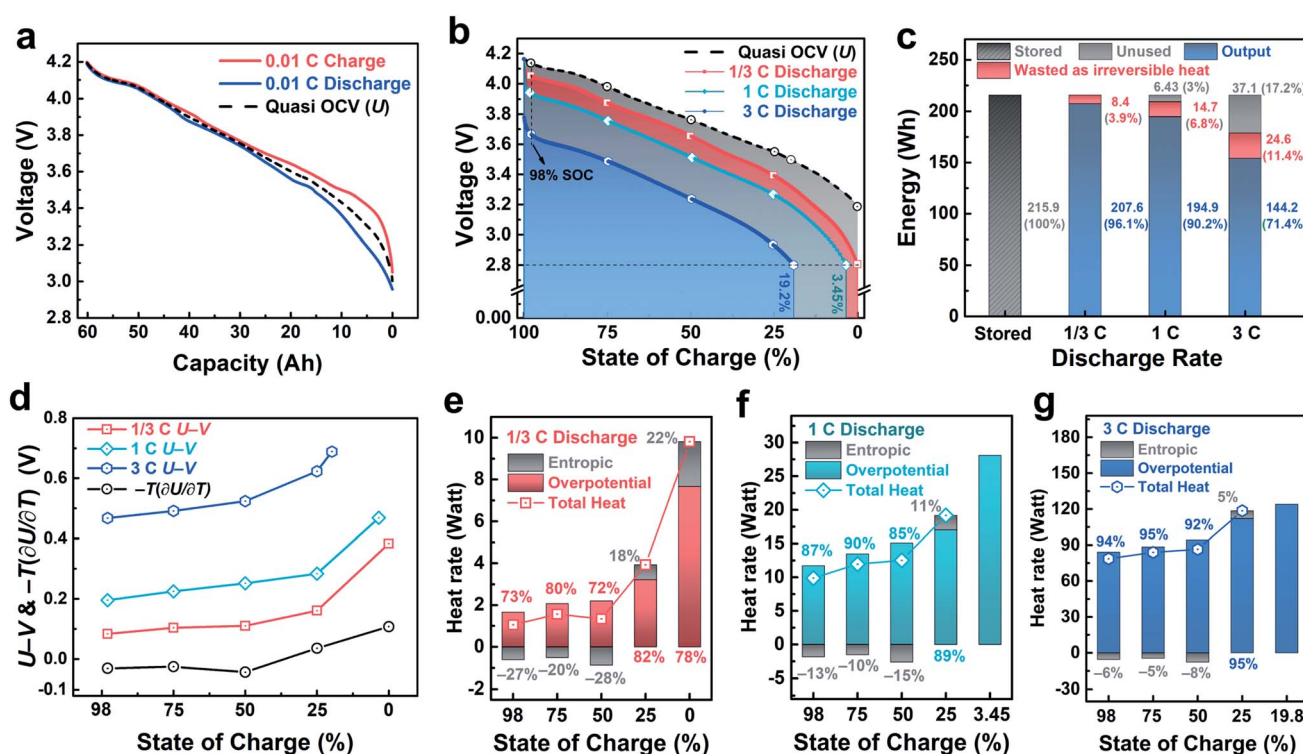 a
4.2
4.0
3.8
3.6
3.4
3.2
3.0
2.8
Voltage (V)
0.01 C Charge
0.01 C Discharge
Quasi OCV (U)
60
50
40
30
20
10
0
Capacity (Ah)
b
4.2
4.0
3.8
3.6
3.4
3.2
3.0
2.8
0.00
Voltage (V)
Quasi OCV (U)
1/3 C Discharge
1 C Discharge
3 C Discharge
98% SOC
19.2%
3.45%
100
75
50
25
0
State of Charge (%)
c
250
200
150
100
50
0
Energy (Wh)
Stored
Unused
Output
Wasted as irreversible heat
215.9
(100%)
8.4
(3.9%)
207.6
(96.1%)
6.43 (3%)
14.7
(6.8%)
194.9
(90.2%)
37.1 (17.2%)
24.6
(11.4%)
144.2
(71.4%)
Stored
1/3 C
1 C
3 C
Discharge Rate
d
0.8
0.6
0.4
0.2
0.0
-0.1
U–V & –T(∂U/∂T) (V)
1/3 C U–V
1 C U–V
3 C U–V
–T(∂U/∂T)
98
75
50
25
0
State of Charge (%)
e
10
8
6
4
2
0
-2
Heat rate (Watt)
1/3 C Discharge
Entropic
Overpotential
Total Heat
22%
18%
73%
80%
72%
82%
78%
–27%
–20%
–28%
98
75
50
25
0
State of Charge (%)
f
30
25
20
15
10
5
0
-5
Heat rate (Watt)
1 C Discharge
Entropic
Overpotential
Total Heat
11%
87%
90%
85%
89%
–13%
–10%
–15%
98
75
50
25
3.45
State of Charge (%)
g
180
150
120
90
60
30
0
-30
Heat rate (Watt)
3 C Discharge
Entropic
Overpotential
Total Heat
5%
94%
95%
92%
95%
–6%
–5%
–8%
98
75
50
25
19.8
State of Charge (%)